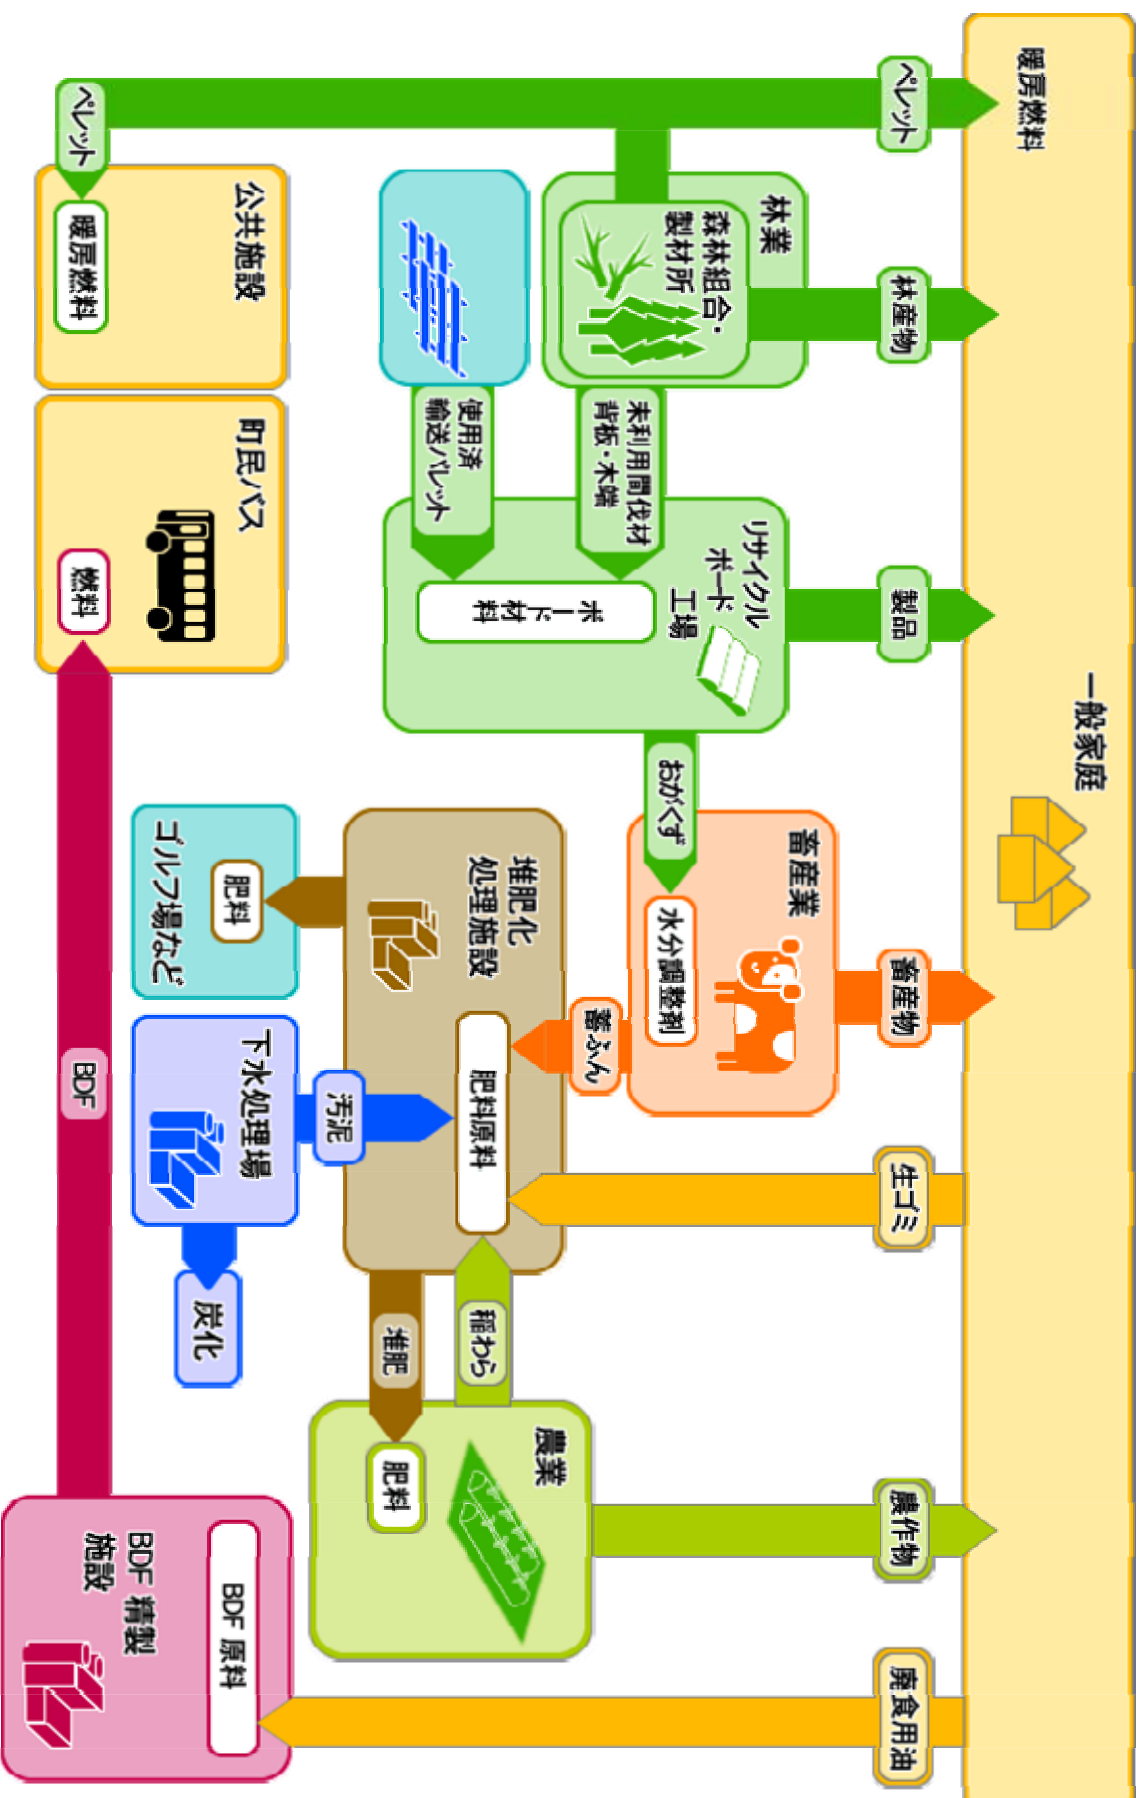 一般家庭
暖房燃料
ペレット
林産物
製品
畜産物
生ゴミ
農作物
廃食用油
林業
森林組合・
製材所
未利用間伐材
背板・木端
使用済
輸送パレット
リサイクル
ボード
工場
ボード材料
おがくず
畜産業
水分調整剤
蓄ふん
堆肥化
処理施設
肥料原料
稲わら
堆肥
農業
肥料
ペレット
公共施設
暖房燃料
町民バス
燃料
肥料
ゴルフ場など
汚泥
下水処理場
炭化
BDF
BDF 原料
BDF 精製
施設